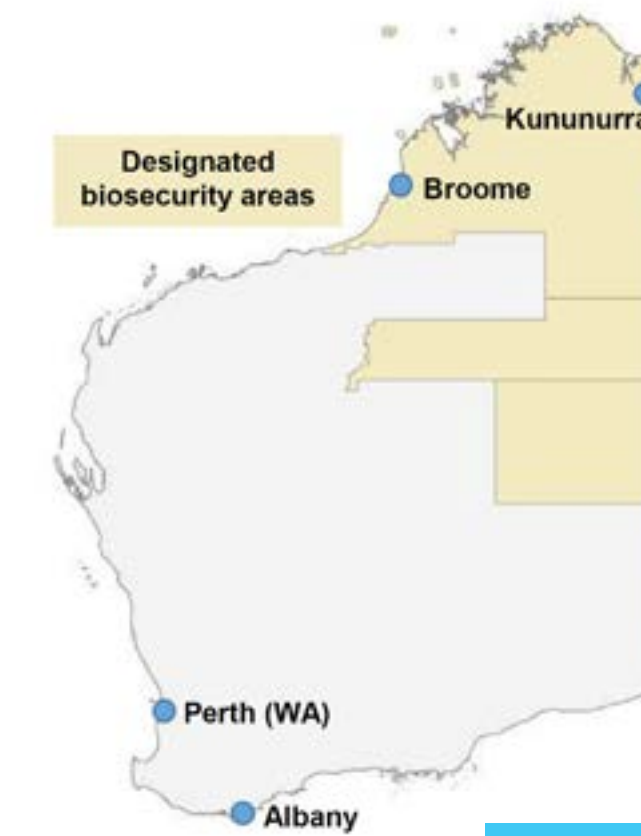 Kununurra
Designated
biosecurity areas
Broome
Perth (WA)
Albany